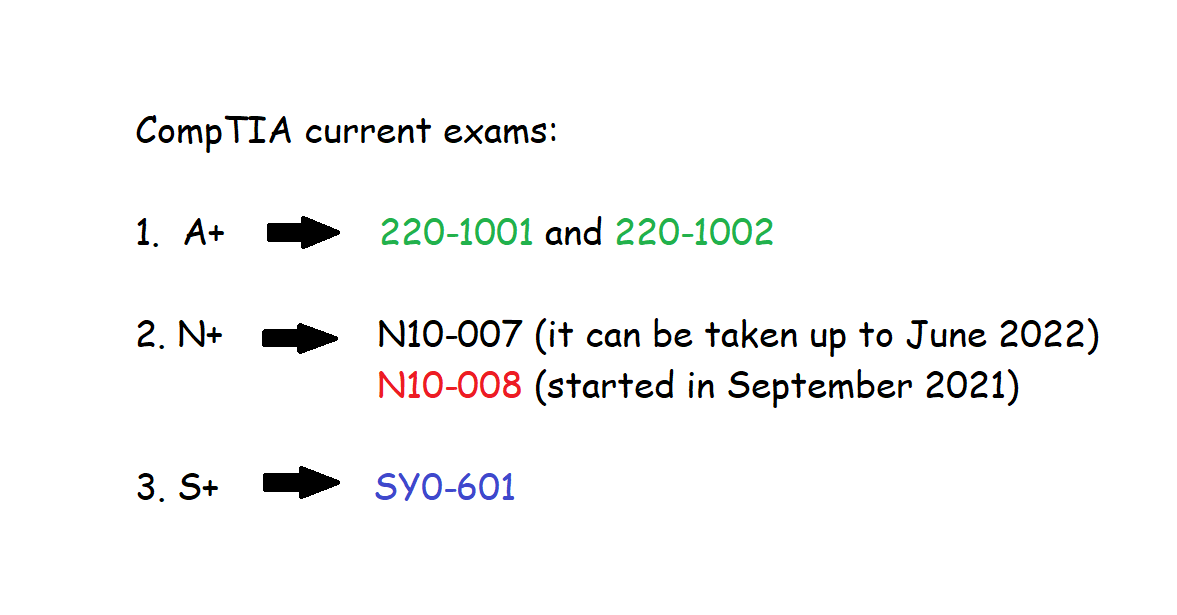 CompTIA current exams:
1. A+ 220-1001 and 220-1002
2. N+ N10-007 (it can be taken up to June 2022)
N10-008 (started in September 2021)
3. S+ SY0-601